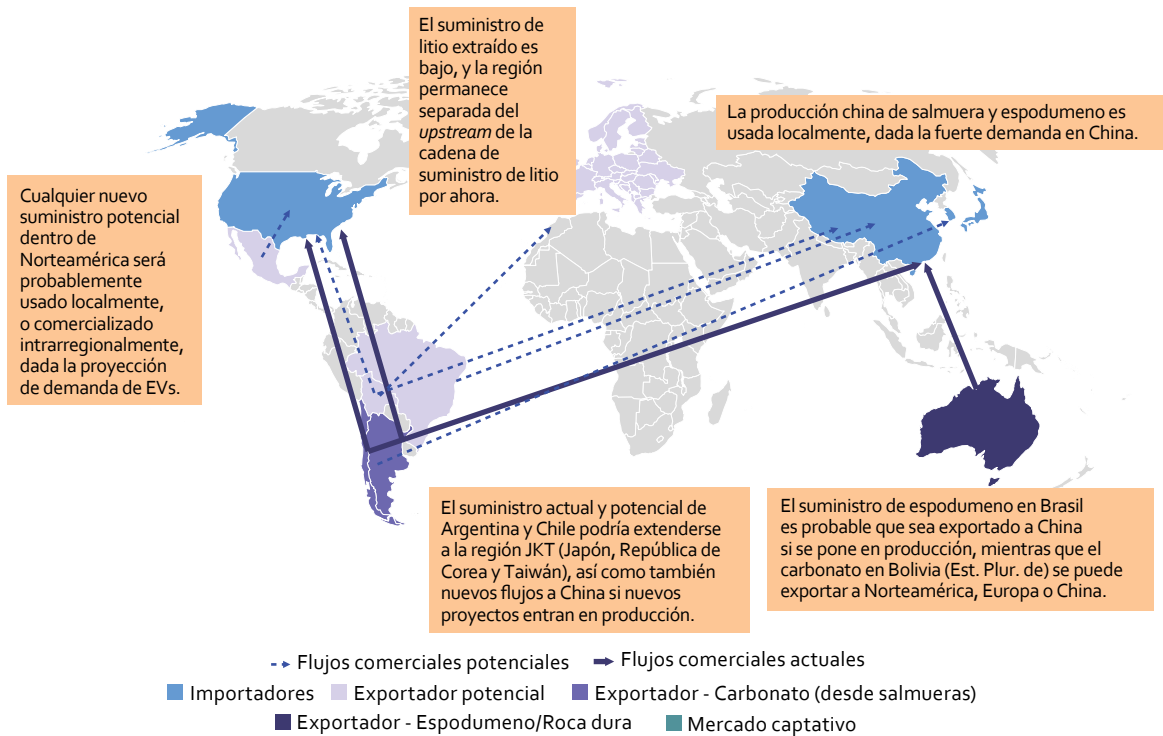 El suministro de
litio extraído es
bajo, y la región
permanece
separada del
upstream de la
cadena de
suministro de litio
por ahora.
La producción china de salmuera y espodumeno es
usada localmente, dada la fuerte demanda en China.
Cualquier nuevo
suministro potencial
dentro de
Norteamérica será
probablemente
usado localmente,
o comercializado
intrarregionalmente,
dada la proyección
de demanda de EVs.
El suministro actual y potencial de
Argentina y Chile podría extenderse
a la región JKT (Japón, República de
Corea y Taiwán), así como también
nuevos flujos a China si nuevos
proyectos entran en producción.
El suministro de espodumeno en Brasil
es probable que sea exportado a China
si se pone en producción, mientras que el
carbonato en Bolivia (Est. Plur. de) se puede
exportar a Norteamérica, Europa o China.
Flujos comerciales potenciales Flujos comerciales actuales
Importadores Exportador potencial Exportador - Carbonato (desde salmueras)
Exportador - Espodumeno/Roca dura Mercado captativo